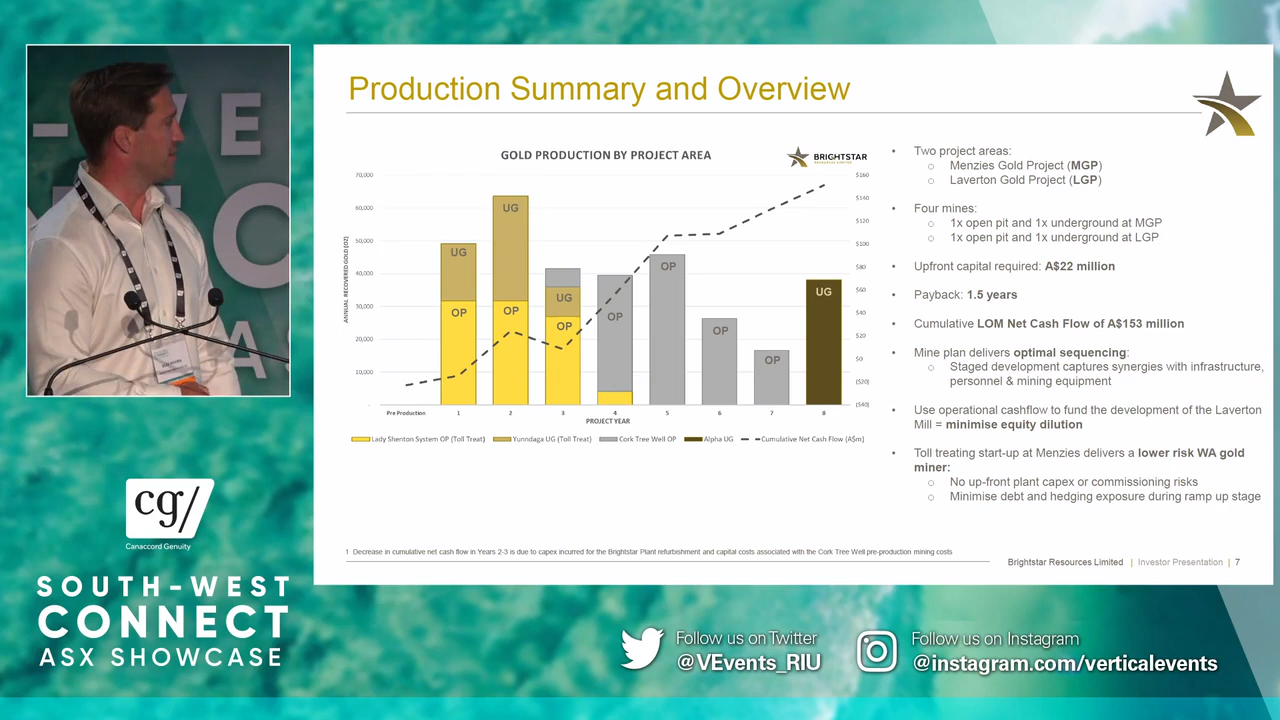 Production Summary and Overview
GOLD PRODUCTION BY PROJECT AREA
BRIGHTSTAR
RESOURCES LIMITED
ANNUAL RECOVERED GOLD (OZ)
70,000
60,000
50,000
40,000
30,000
20,000
10,000
-
$160
$140
$120
$100
$80
$60
$40
$20
$0
($20)
($40)
UG
OP
UG
OP
UG
OP
OP
OP
OP
OP
UG
Pre Production 1 2 3 4 5 6 7 8
PROJECT YEAR
Lady Shenton System OP (Toll Treat) Yunndaga UG (Toll Treat) Cork Tree Well OP Alpha UG Cumulative Net Cash Flow (A$m)
• Two project areas:
o Menzies Gold Project (MGP)
o Laverton Gold Project (LGP)
• Four mines:
o 1x open pit and 1x underground at MGP
o 1x open pit and 1x underground at LGP
• Upfront capital required: A$22 million
• Payback: 1.5 years
• Cumulative LOM Net Cash Flow of A$153 million
• Mine plan delivers optimal sequencing:
o Staged development captures synergies with infrastructure,
personnel & mining equipment
• Use operational cashflow to fund the development of the Laverton
Mill = minimise equity dilution
• Toll treating start-up at Menzies delivers a lower risk WA gold
miner:
o No up-front plant capex or commissioning risks
o Minimise debt and hedging exposure during ramp up stage
1 Decrease in cumulative net cash flow in Years 2-3 is due to capex incurred for the Brightstar Plant refurbishment and capital costs associated with the Cork Tree Well pre-production mining costs
Brightstar Resources Limited | Investor Presentation | 7
cg/
Canaccord Genuity
SOUTH-WEST
CONNECT
ASX SHOWCASE
Follow us on Twitter
@VEvents_RIU
Follow us on Instagram
@instagram.com/verticalevents